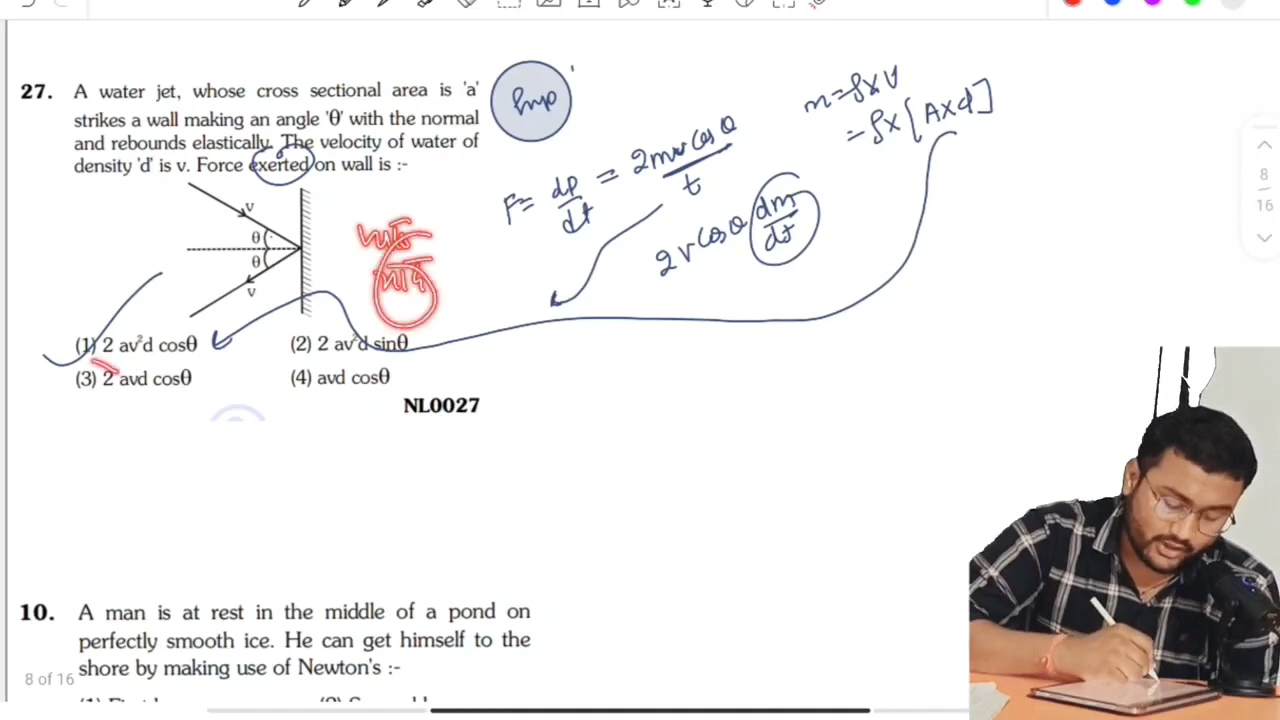 27. A water jet, whose cross sectional area is 'a'
strikes a wall making an angle 'θ' with the normal
and rebounds elastically. The velocity of water of
density 'd' is v. Force exerted on wall is :-
Imp
F= dp/dt = 2mv cosθ/t
2v cosθ dm/dt
m=ρ×V
=ρ×[A×d]
v
θ
θ
v
(1) 2 av²d cosθ
(2) 2 av²d sinθ
(3) 2 avd cosθ
(4) avd cosθ
NL0027
10. A man is at rest in the middle of a pond on
perfectly smooth ice. He can get himself to the
shore by making use of Newton's :-
8 of 16
8
16